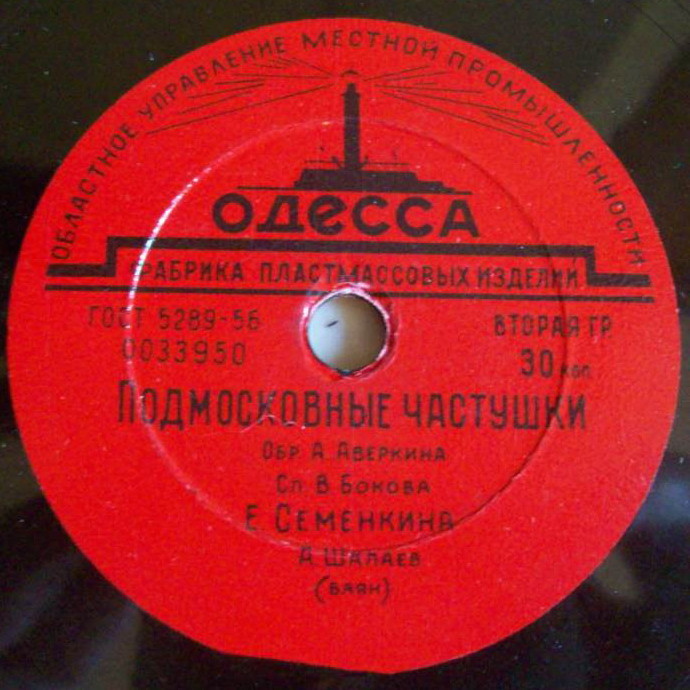 ОБЛАСТНОЕ УПРАВЛЕНИЕ МЕСТНОЙ ПРОМЫШЛЕННОСТИ
ОДЕССА
ФАБРИКА ПЛАСТМАССОВЫХ ИЗДЕЛИЙ
ГОСТ 5289-56
0033950
ВТОРАЯ ГР.
30 коп.
ПОДМОСКОВНЫЕ ЧАСТУШКИ
ОБР. А. АВЕРКИНА
СЛ. В. БОКОВА
Е. СЕМЕНКИНА
А. ШАЛАЕВ
(БАЯН)